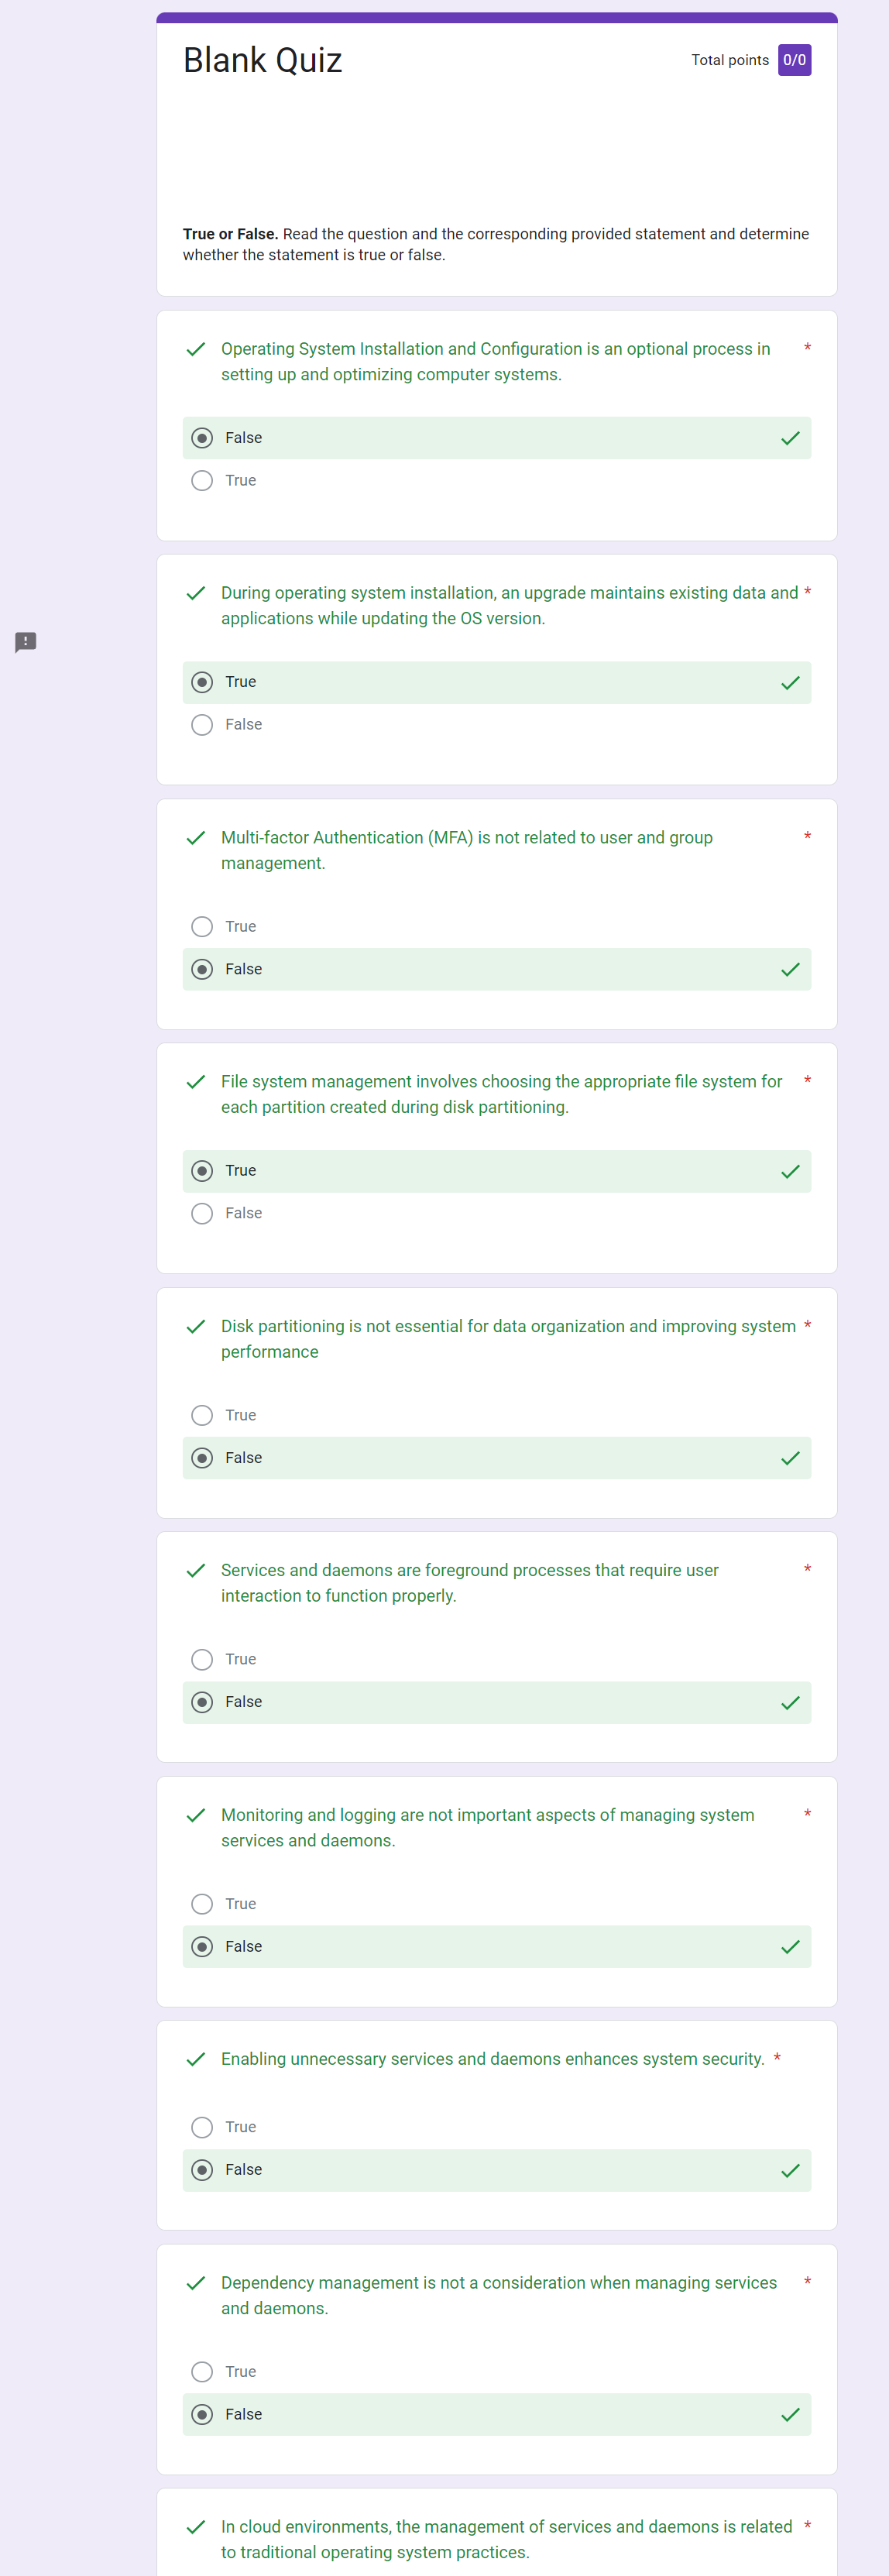 Blank Quiz
Total points 0/0
True or False. Read the question and the corresponding provided statement and determine
whether the statement is true or false.
Operating System Installation and Configuration is an optional process in *
setting up and optimizing computer systems.
False
True
During operating system installation, an upgrade maintains existing data and *
applications while updating the OS version.
True
False
Multi-factor Authentication (MFA) is not related to user and group *
management.
True
False
File system management involves choosing the appropriate file system for *
each partition created during disk partitioning.
True
False
Disk partitioning is not essential for data organization and improving system *
performance
True
False
Services and daemons are foreground processes that require user *
interaction to function properly.
True
False
Monitoring and logging are not important aspects of managing system *
services and daemons.
True
False
Enabling unnecessary services and daemons enhances system security. *
True
False
Dependency management is not a consideration when managing services *
and daemons.
True
False
In cloud environments, the management of services and daemons is related *
to traditional operating system practices.